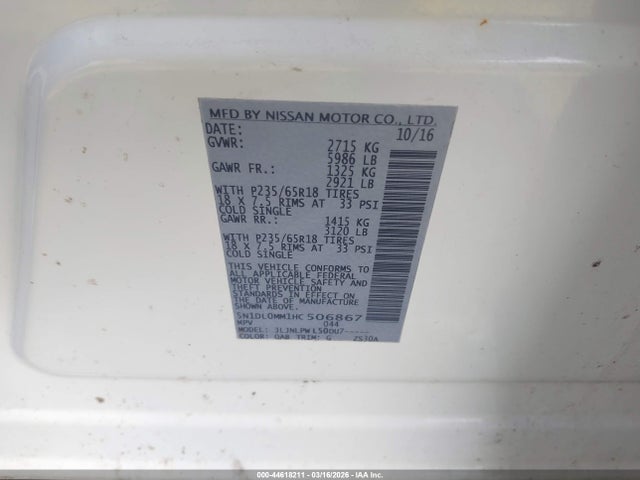 MFD BY NISSAN MOTOR CO., LTD.
DATE: 10/16
GVWR: 2715 KG
5986 LB
GAWR FR.: 1325 KG
2921 LB
WITH P235/65R18 TIRES
18 X 7.5 RIMS AT 33 PSI
COLD SINGLE
GAWR RR.: 1415 KG
3120 LB
WITH P235/65R18 TIRES
18 X 7.5 RIMS AT 33 PSI
COLD SINGLE
THIS VEHICLE CONFORMS TO
ALL APPLICABLE FEDERAL
MOTOR VEHICLE SAFETY AND
THEFT PREVENTION
STANDARDS IN EFFECT ON
THE DATE OF MANUFACTURE
SHOWN ABOVE.
5N1DL0MM1HC506867
MPV 044
MODEL: JLJNLPW L50UU7-----
COLOR: QAB TRIM: G ZS30A
000-44618211 - 03/16/2026 - IAA Inc.